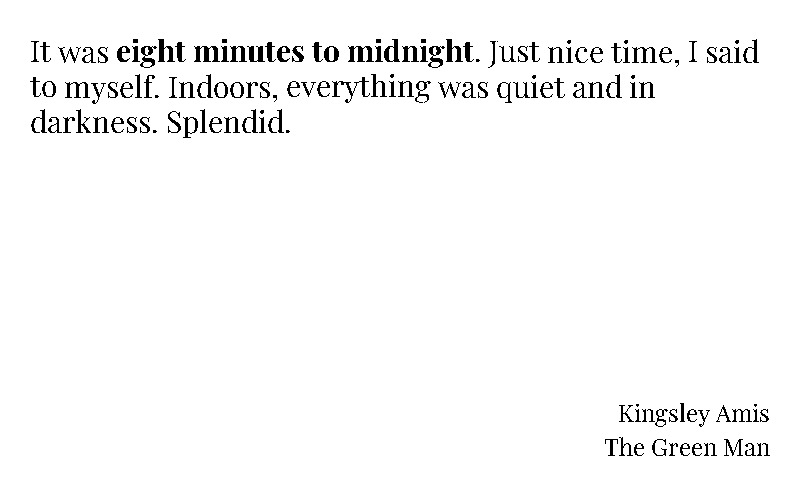 It was eight minutes to midnight. Just nice time, I said
to myself. Indoors, everything was quiet and in
darkness. Splendid.
Kingsley Amis
The Green Man